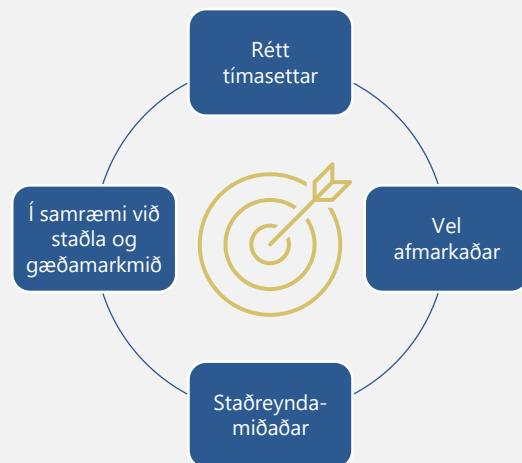 Rétt
tímasettar
Í samræmi við
staðla og
gæðamarkmið
Vel
afmarkaðar
Staðreynda-
miðaðar